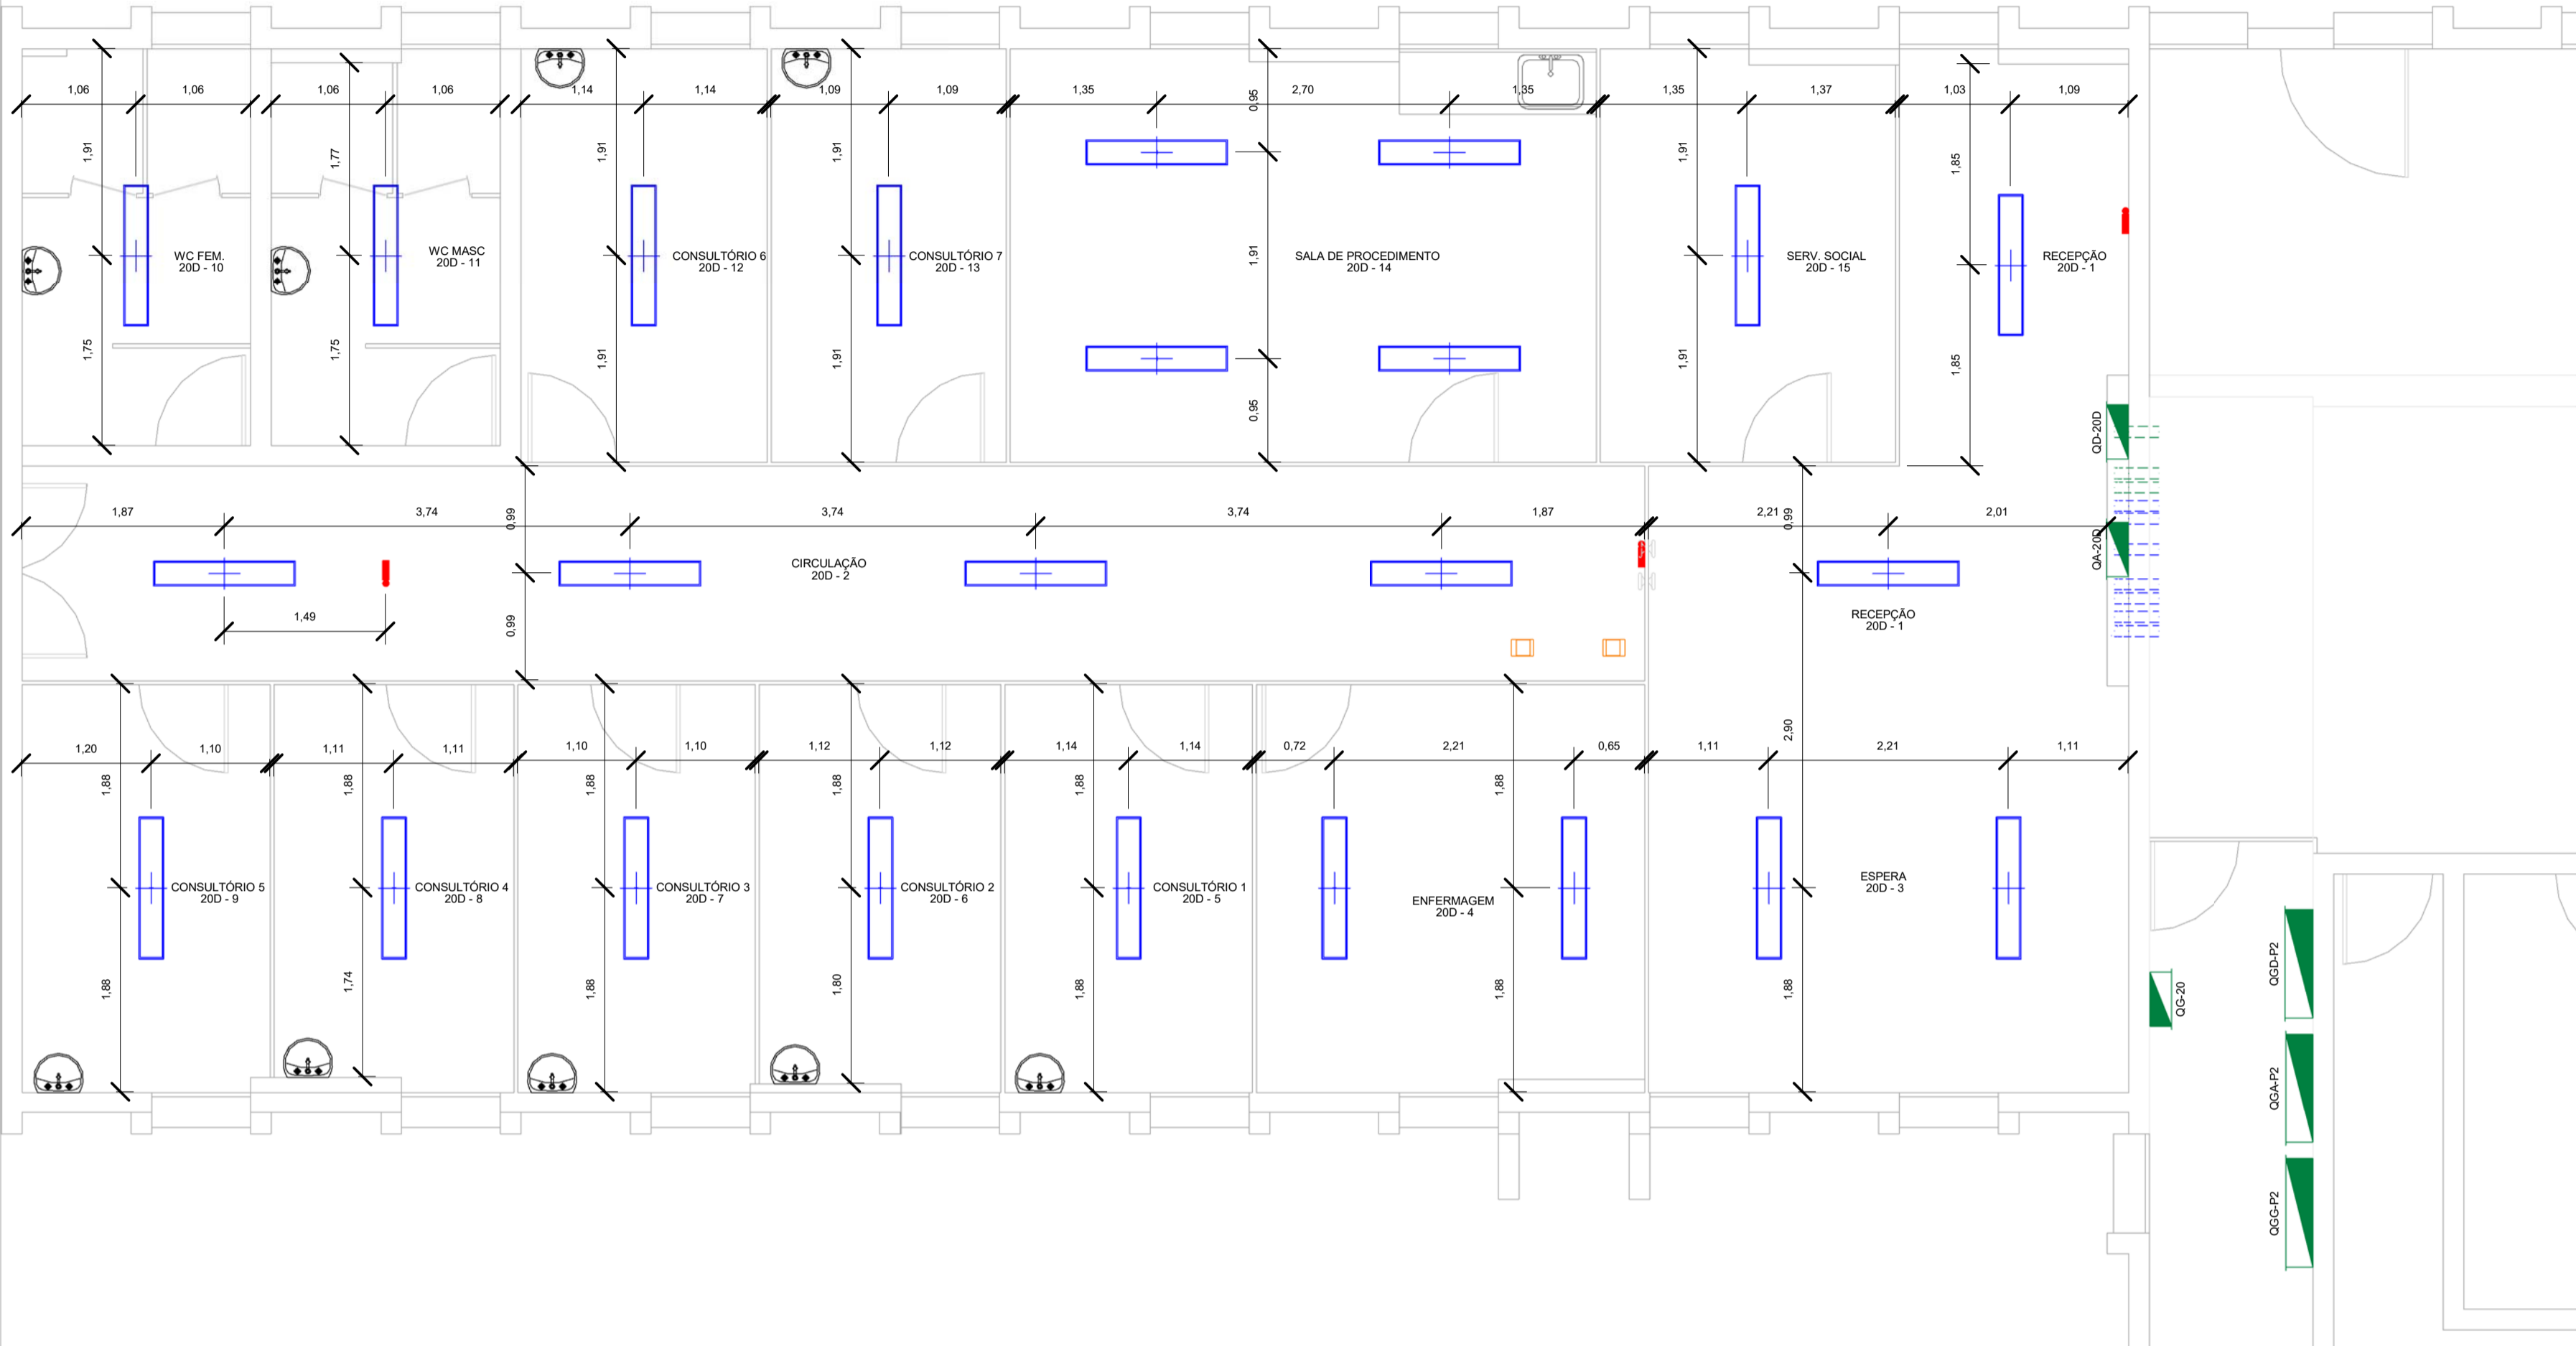 1,06
1,06
1,06
1,06
1,14
1,14
1,09
1,09
1,35
2,70
1,35
1,35
1,37
1,03
1,09
0,95
1,91
1,77
1,91
1,91
1,91
1,85
WC FEM.
20D - 10
WC MASC
20D - 11
CONSULTÓRIO 6
20D - 12
CONSULTÓRIO 7
20D - 13
1,91
SALA DE PROCEDIMENTO
20D - 14
SERV. SOCIAL
20D - 15
RECEPÇÃO
20D - 1
1,75
1,75
1,91
1,91
0,95
1,91
1,85
QD-20D
1,87
3,74
0,99
3,74
3,74
1,87
2,21
0,99
2,01
QA-20D
CIRCULAÇÃO
20D - 2
1,49
0,99
RECEPÇÃO
20D - 1
1,20
1,10
1,11
1,11
1,10
1,10
1,12
1,12
1,14
1,14
0,72
2,21
0,65
1,11
2,90
2,21
1,11
1,88
1,88
1,88
1,88
1,88
1,88
CONSULTÓRIO 5
20D - 9
CONSULTÓRIO 4
20D - 8
CONSULTÓRIO 3
20D - 7
CONSULTÓRIO 2
20D - 6
CONSULTÓRIO 1
20D - 5
ENFERMAGEM
20D - 4
ESPERA
20D - 3
1,88
1,74
1,88
1,80
1,88
1,88
1,88
QG-20
QGD-P2
QGA-P2
QGG-P2